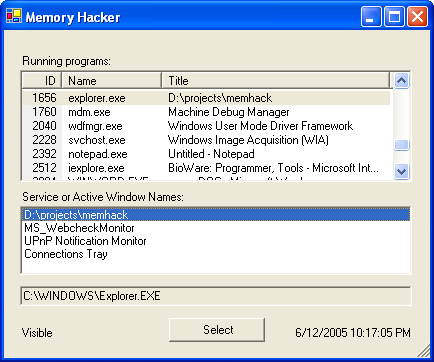 Memory Hacker
Running programs:
ID Name Title
1656 explorer.exe D:\projects\memhack
1760 mdm.exe Machine Debug Manager
2040 wdfmgr.exe Windows User Mode Driver Framework
2228 svchost.exe Windows Image Acquisition (WIA)
2392 notepad.exe Untitled - Notepad
2512 iexplore.exe BioWare: Programmer, Tools - Microsoft Int...
Service or Active Window Names:
D:\projects\memhack
MS_WebcheckMonitor
UPnP Notification Monitor
Connections Tray
C:\WINDOWS\Explorer.EXE
Visible Select 6/12/2005 10:17:05 PM